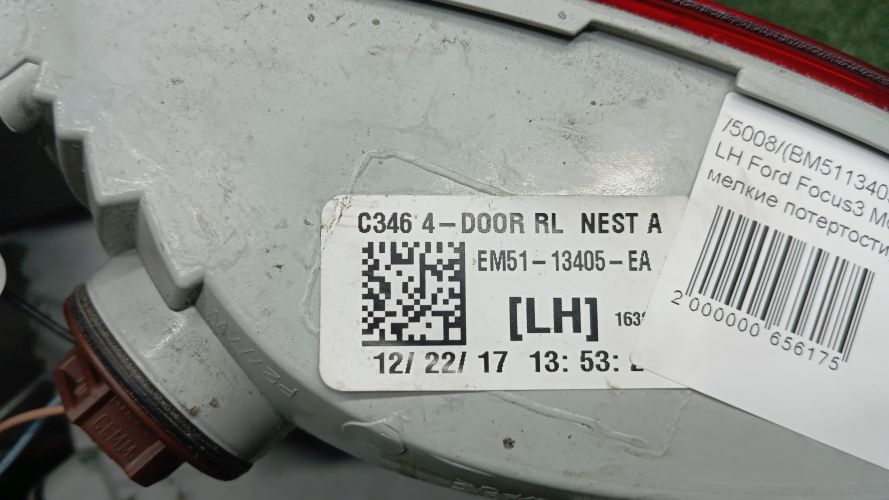 C346 4-DOOR RL NEST A
EM51-13405-EA
[LH]
12/ 22/ 17 13: 53:
/5008/(BM5113405
LH Ford Focus3
мелкие потертости
2 000000 656175